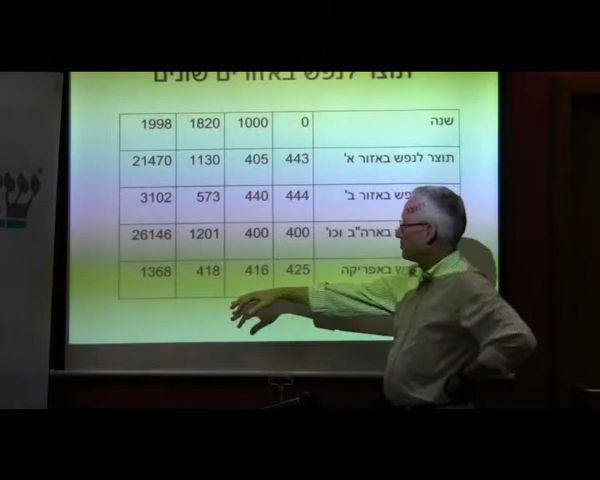 תוצר לנפש באזורים שונים
שנה 0 1000 1820 1998
תוצר לנפש באזור א' 443 405 1130 21470
לנפש באזור ב' 444 440 573 3102
בארה"ב וכו' 400 400 1201 26146
באפריקה 425 416 418 1368